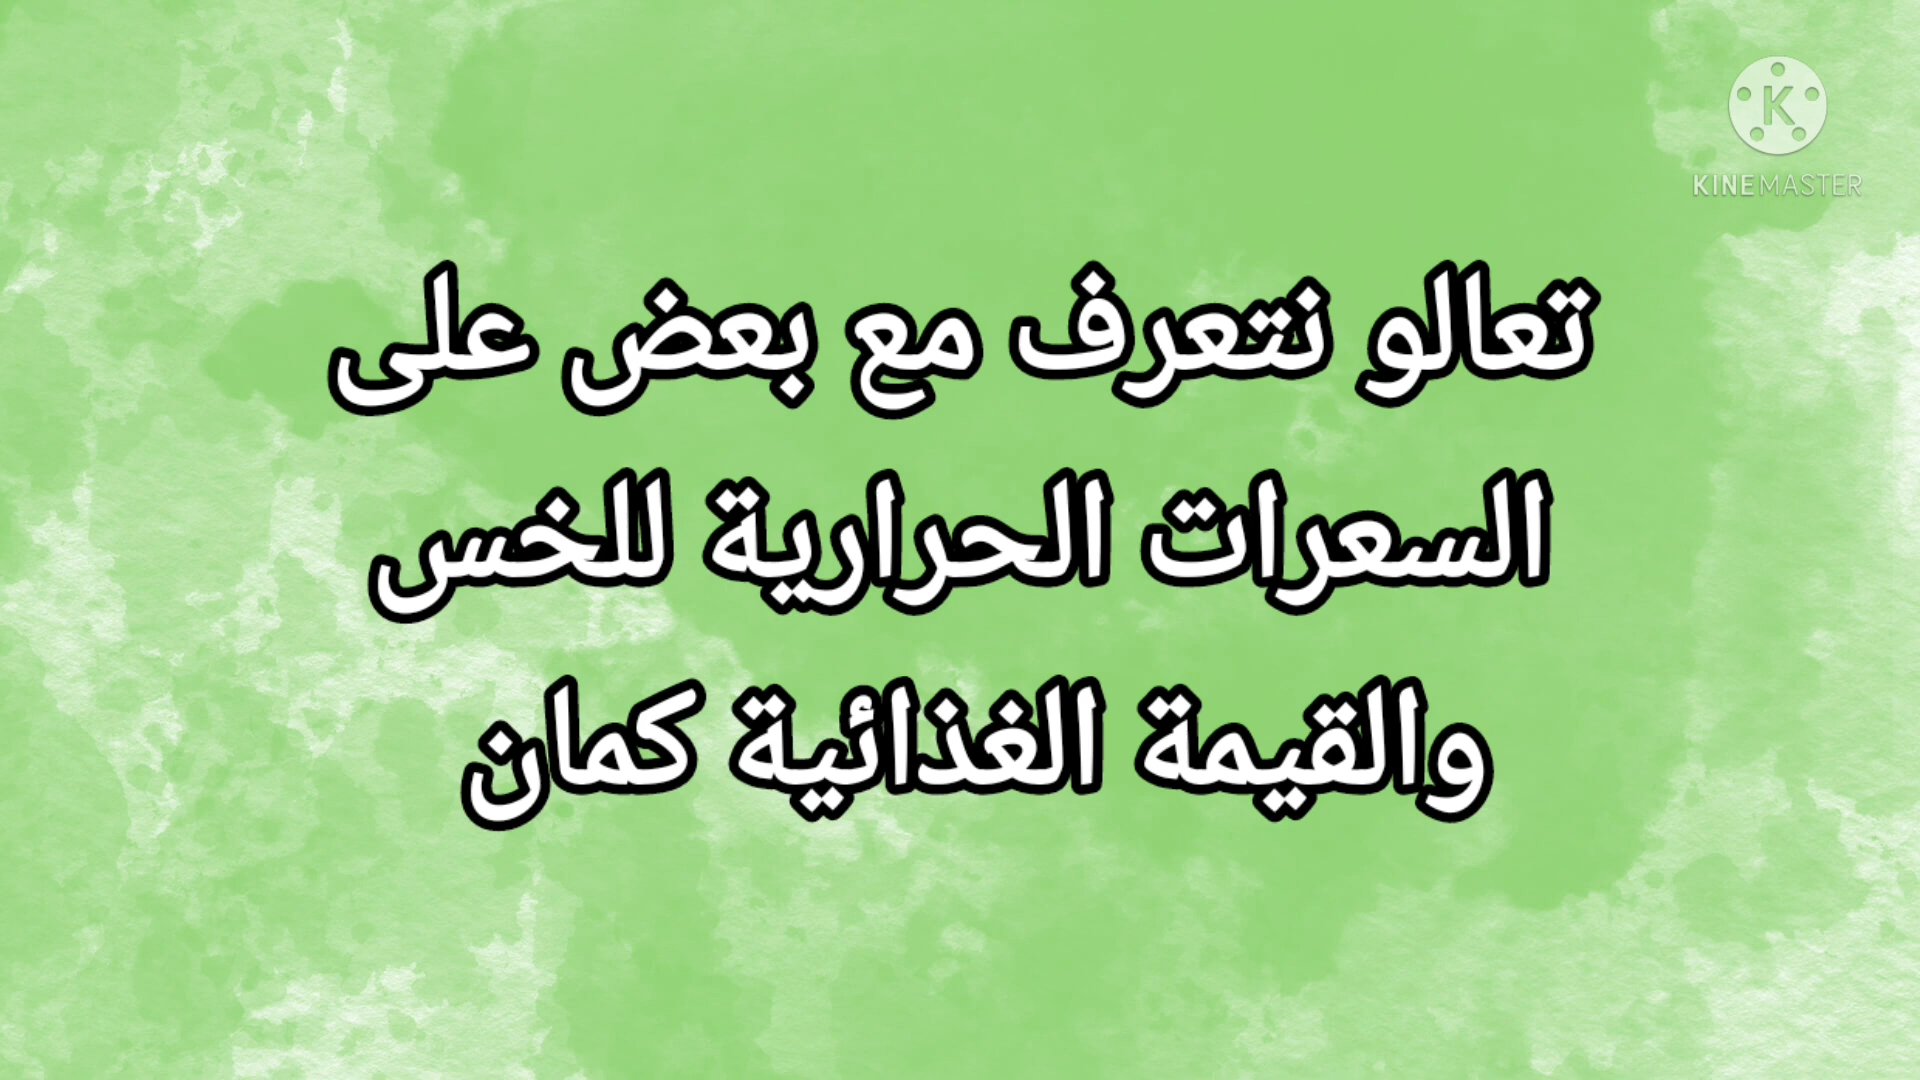 K
KINEMASTER
تعالو نتعرف مع بعض على
السعرات الحرارية للخس
والقيمة الغذائية كمان